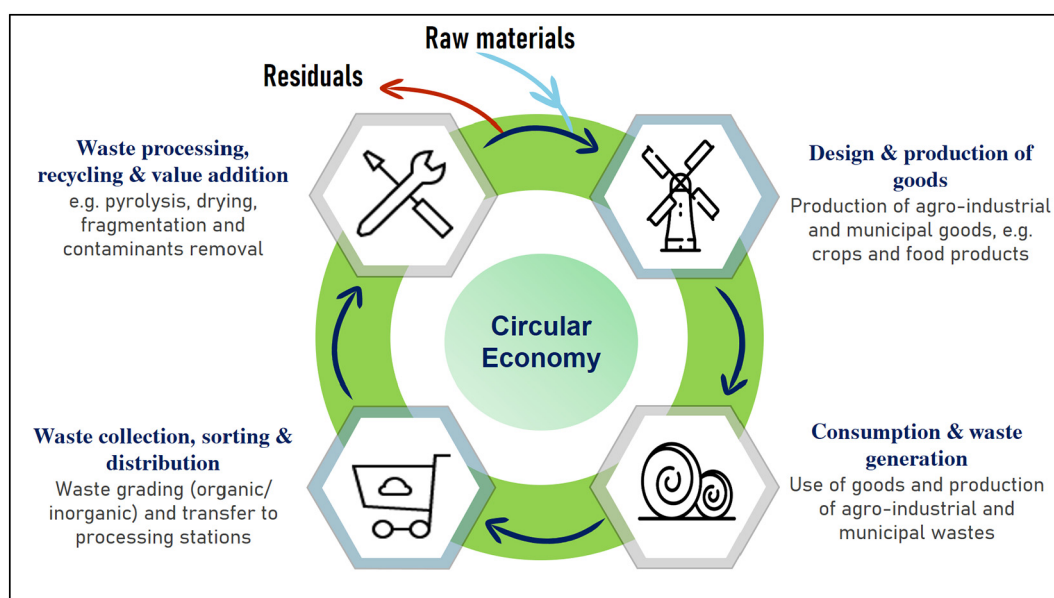 Raw materials
Residuals
Waste processing,
recycling & value addition
e.g. pyrolysis, drying,
fragmentation and
contaminants removal
Design & production of
goods
Production of agro-industrial
and municipal goods, e.g.
crops and food products
Circular
Economy
Waste collection, sorting &
distribution
Waste grading (organic/
inorganic) and transfer to
processing stations
Consumption & waste
generation
Use of goods and production
of agro-industrial and
municipal wastes